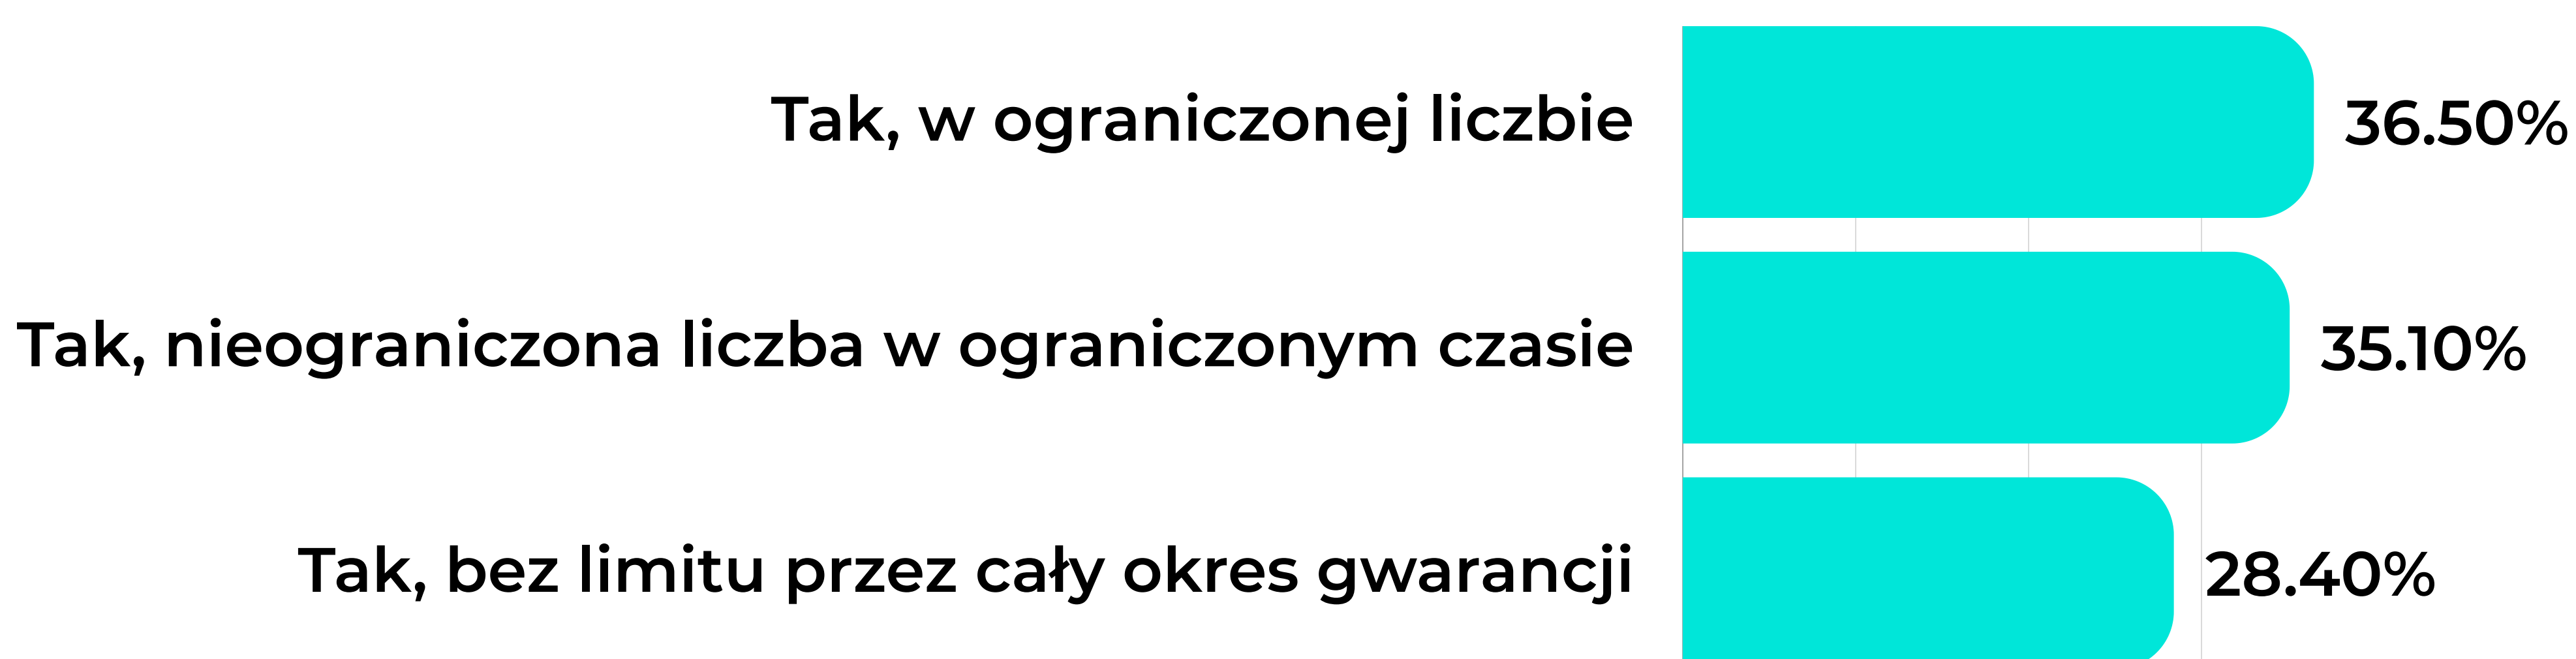 Tak, w ograniczonej liczbie 36.50%
Tak, nieograniczona liczba w ograniczonym czasie 35.10%
Tak, bez limitu przez cały okres gwarancji 28.40%